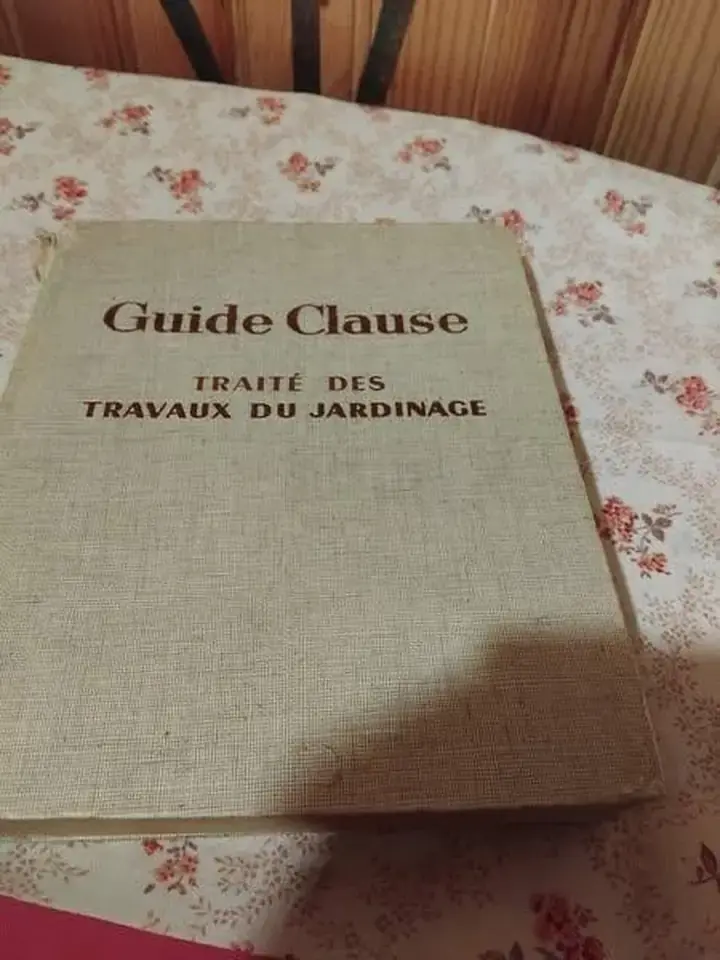 Guide Clause
TRAITÉ DES
TRAVAUX DU JARDINAGE